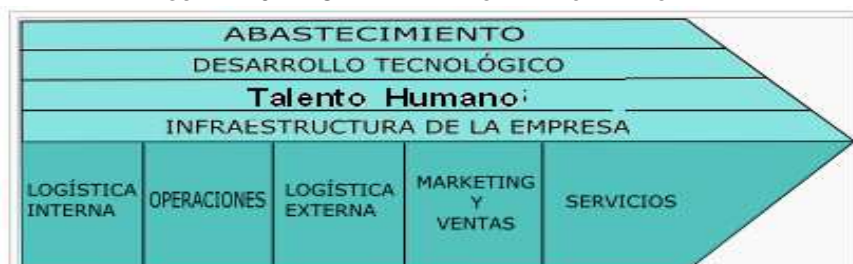 ABASTECIMIENTO
DESARROLLO TECNOLÓGICO
Talento Humano
INFRAESTRUCTURA DE LA EMPRESA
LOGÍSTICA
INTERNA
OPERACIONES
LOGÍSTICA
EXTERNA
MARKETING
Y
VENTAS
SERVICIOS